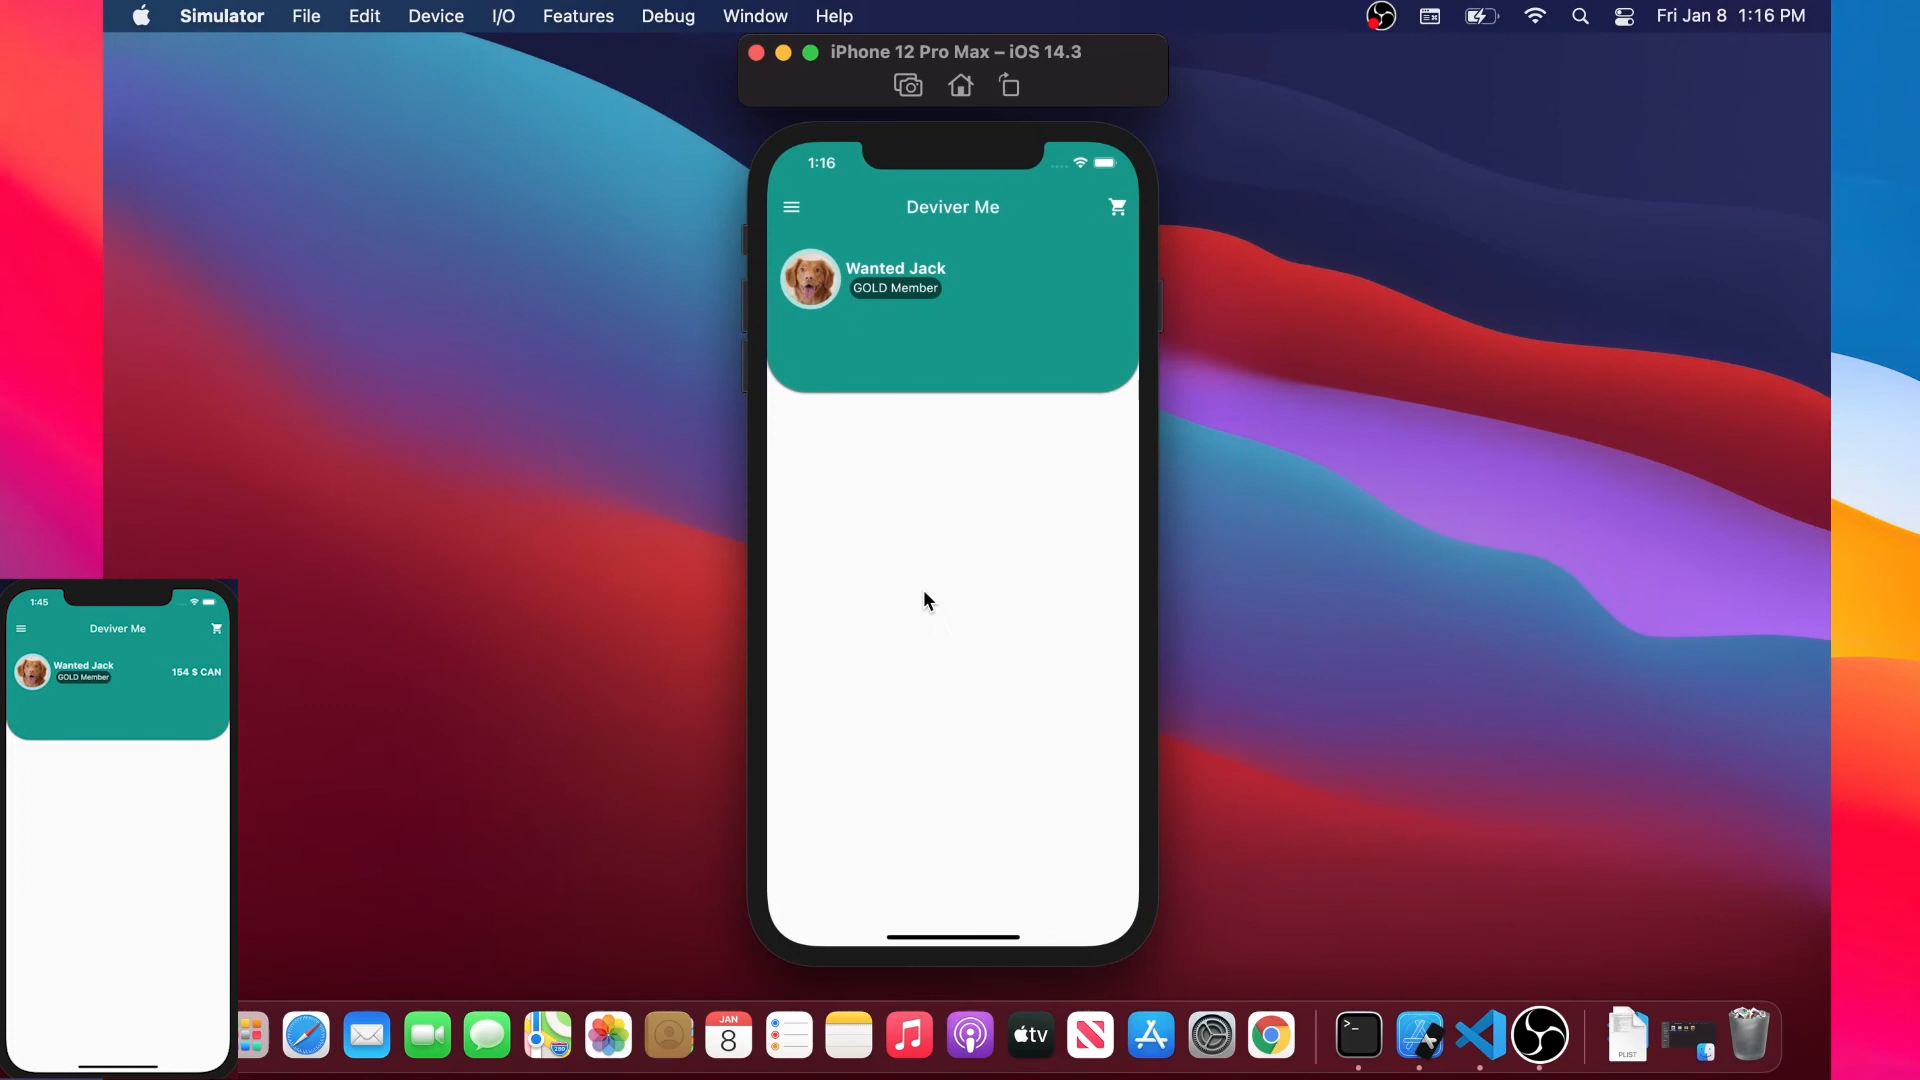 Simulator File Edit Device I/O Features Debug Window Help Fri Jan 8 1:16 PM
iPhone 12 Pro Max – iOS 14.3
1:16
Deviver Me
Wanted Jack
GOLD Member
1:45
Deviver Me
Wanted Jack
GOLD Member
154 $ CAN
JAN
8
280
tv
>_
PLIST